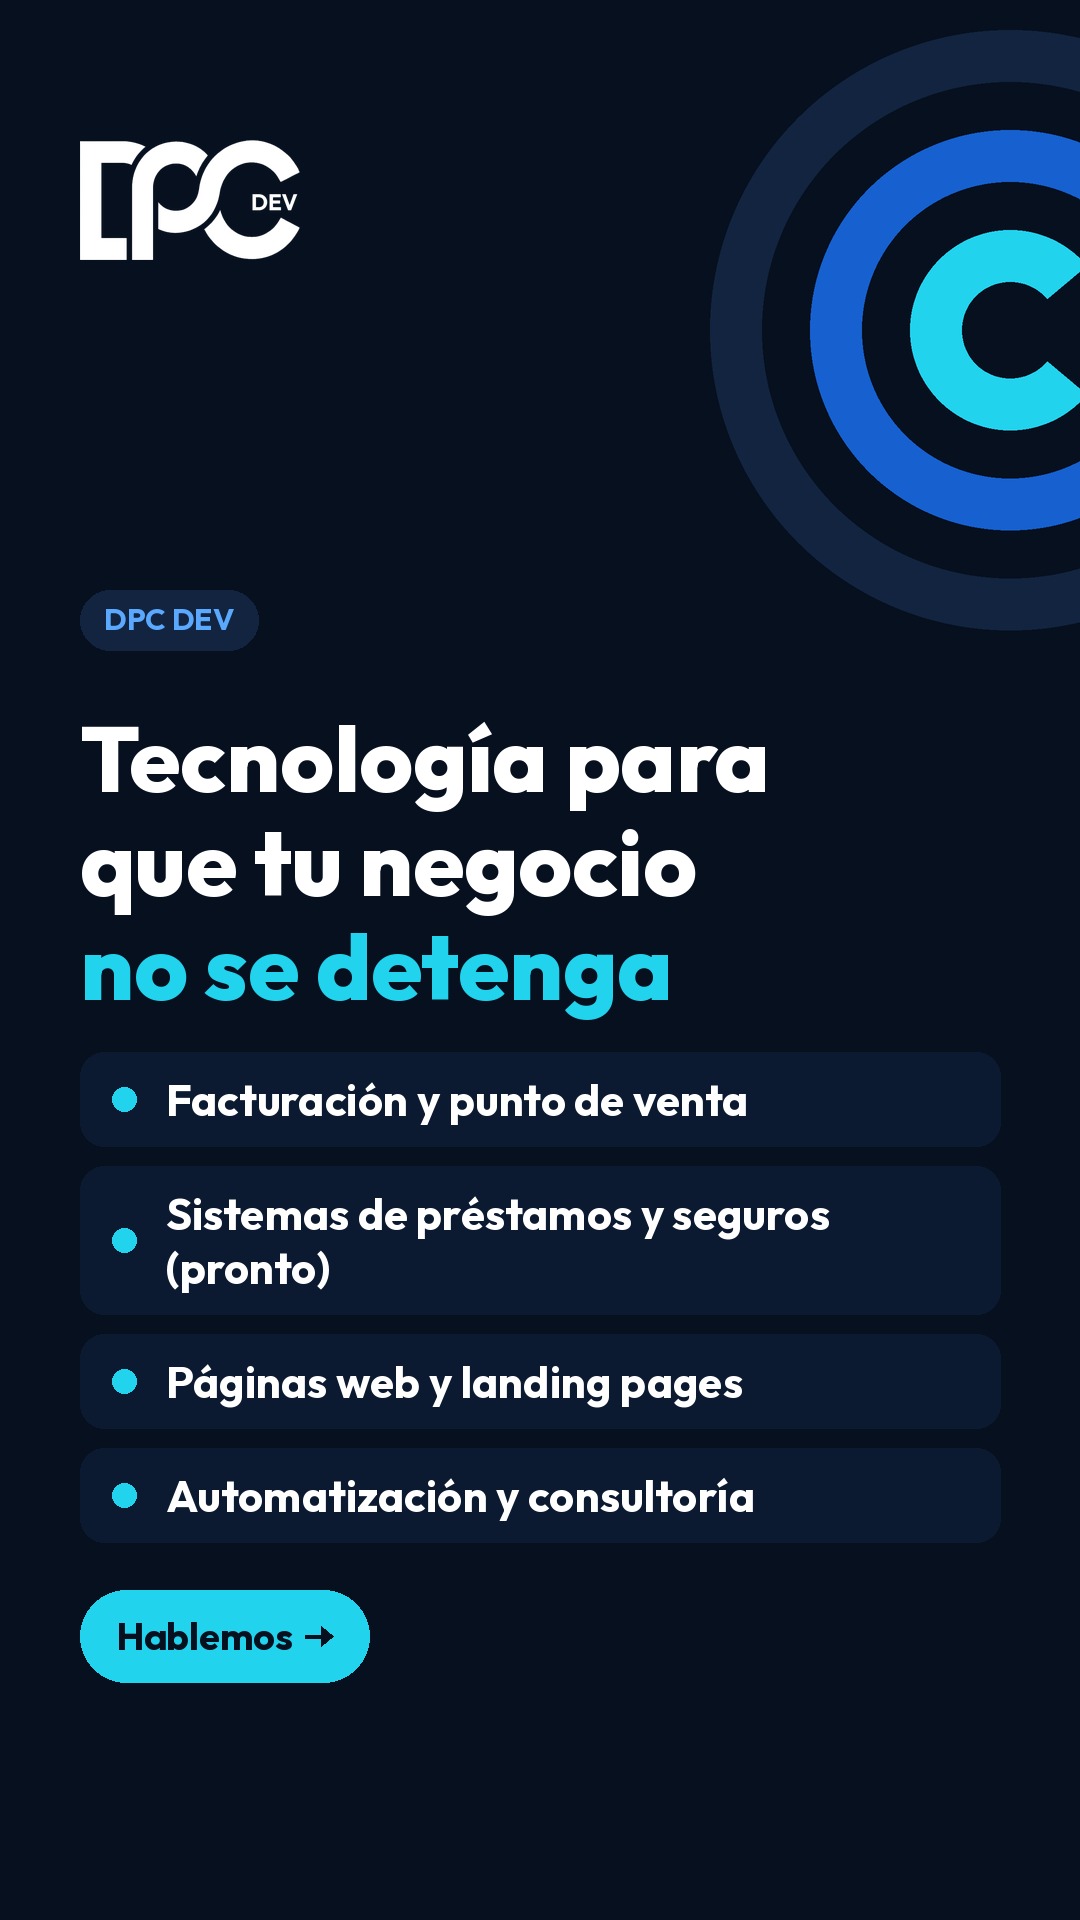 DPC
DEV
DPC DEV
Tecnología para
que tu negocio
no se detenga
Facturación y punto de venta
Sistemas de préstamos y seguros
(pronto)
Páginas web y landing pages
Automatización y consultoría
Hablemos →